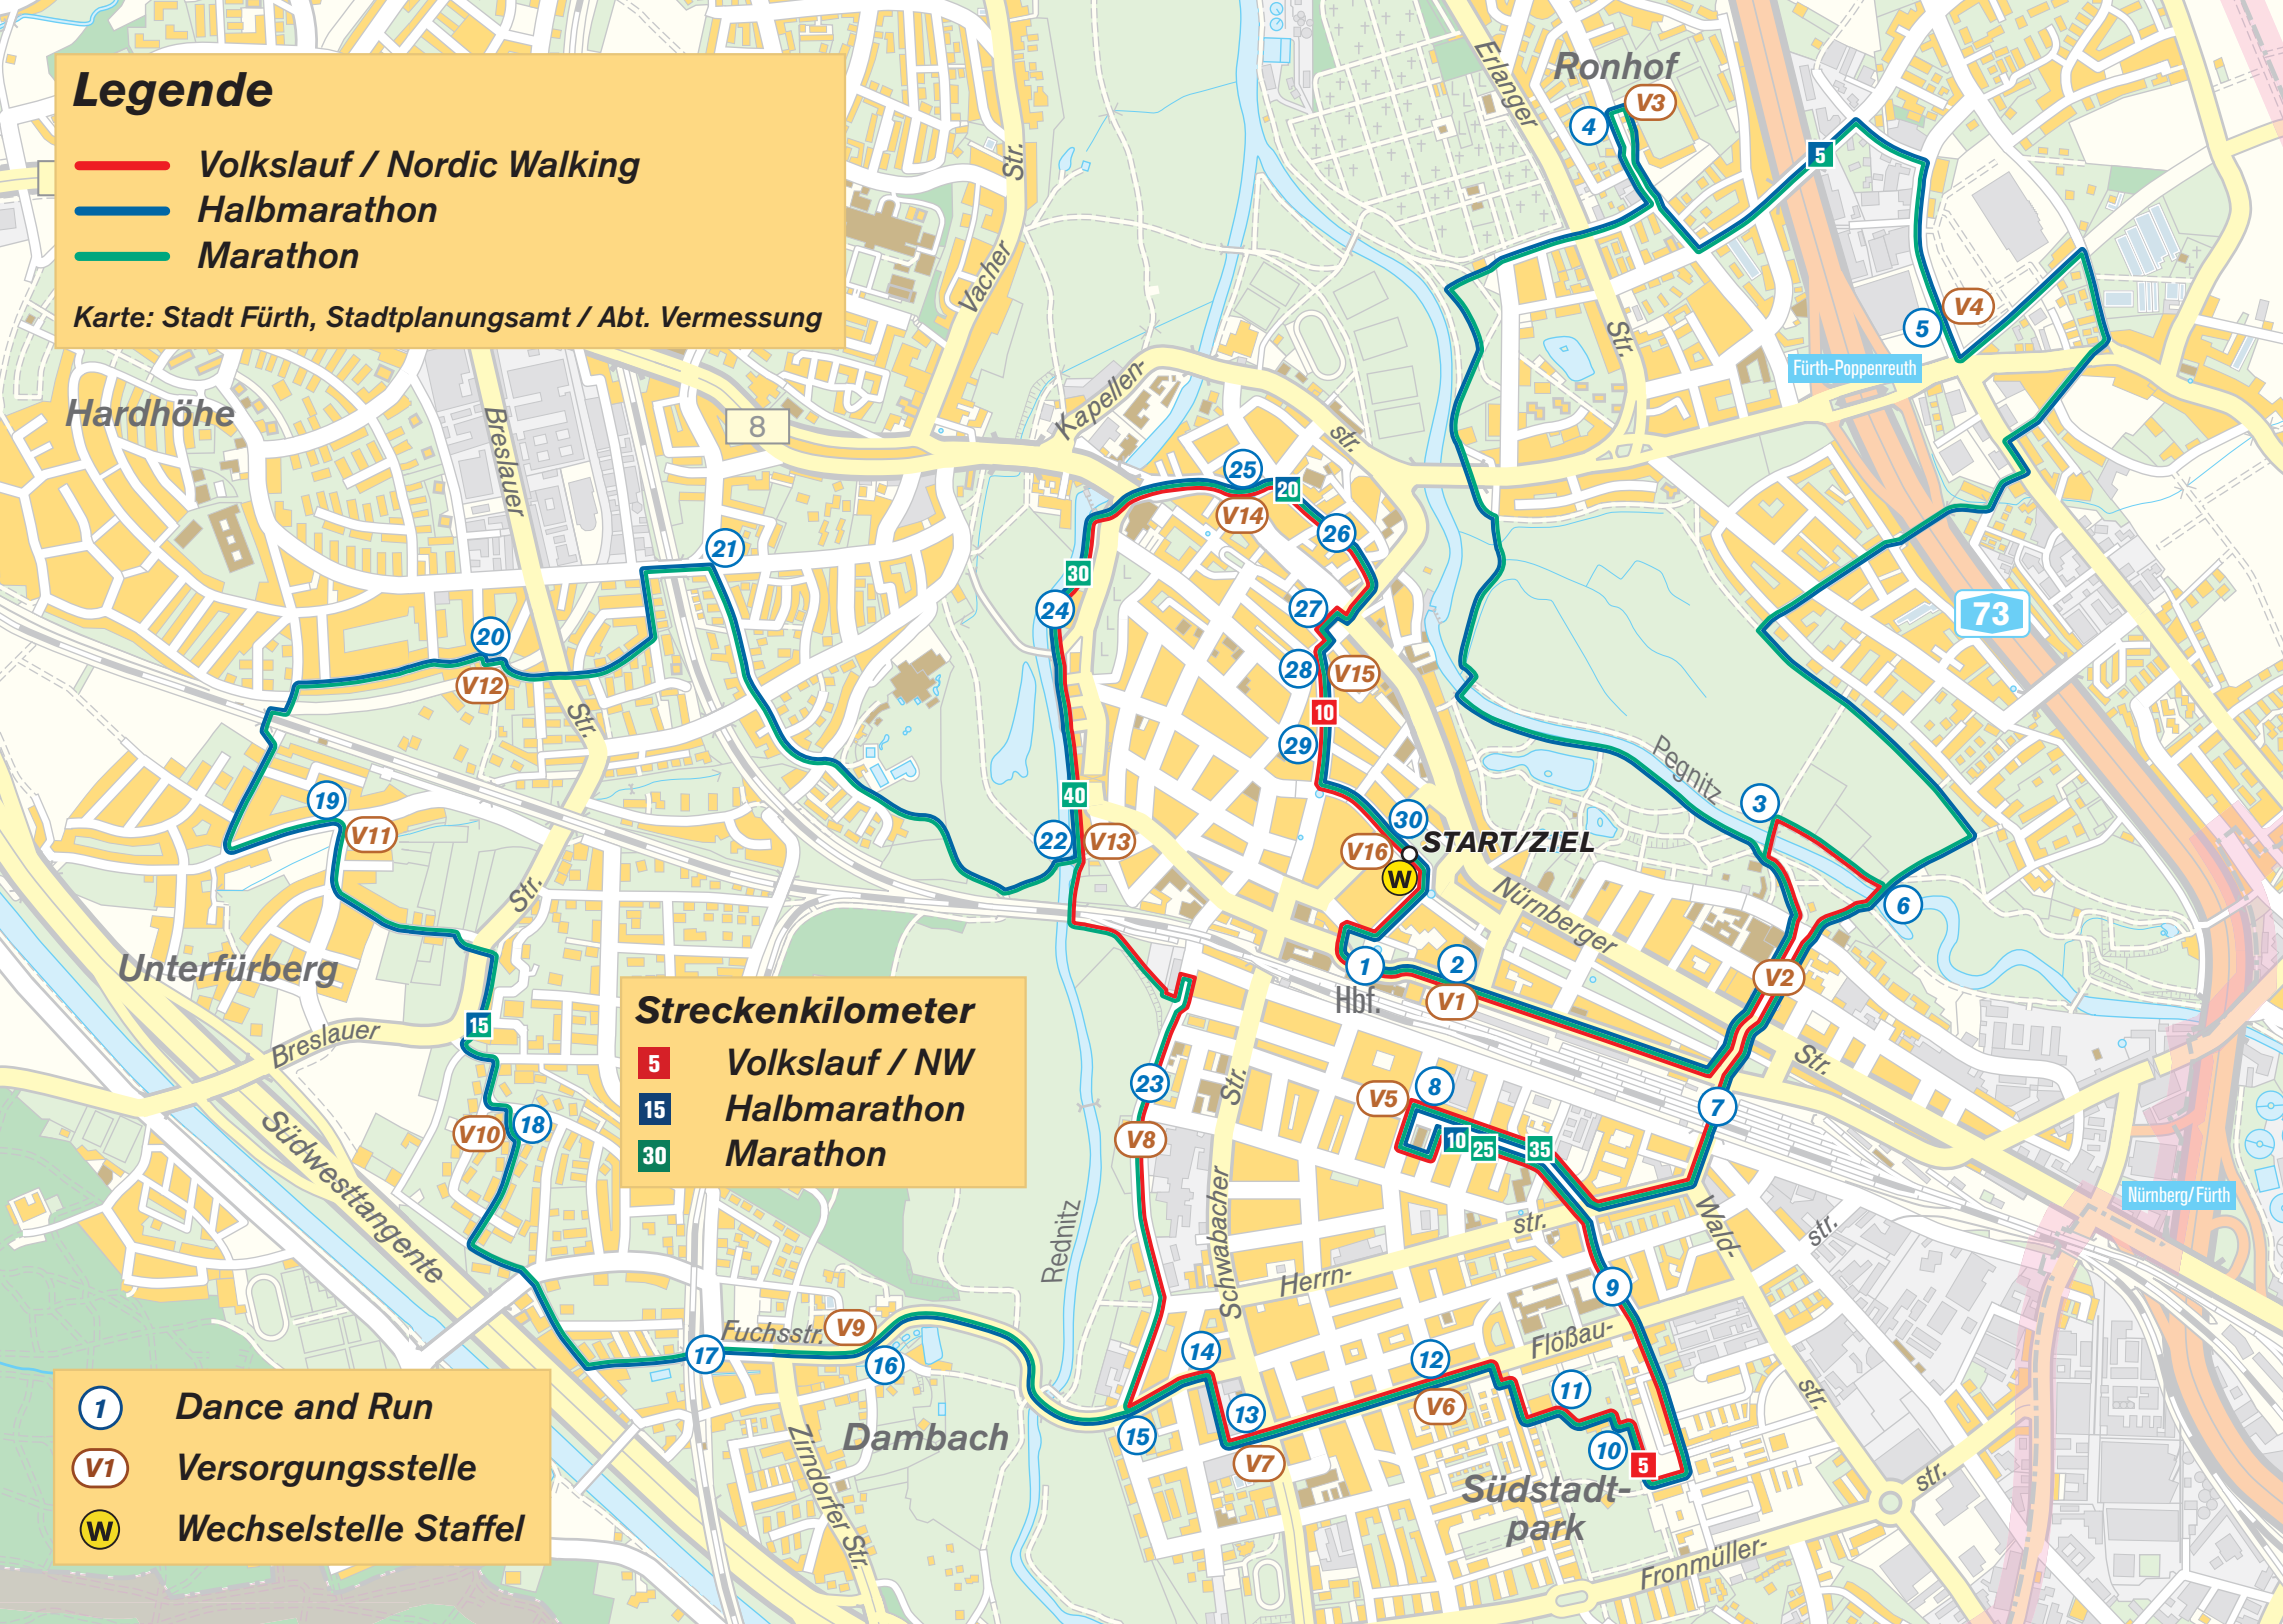 Legende
Volkslauf / Nordic Walking
Halbmarathon
Marathon
Karte: Stadt Fürth, Stadtplanungsamt / Abt. Vermessung
Ronhof
Erlanger
Str.
V3
4
5
Vacher
Str.
V4
5
Fürth-Poppenreuth
Hardhöhe
Breslauer
Str.
8
Kapellen-
str.
25
20
V14
26
21
30
24
27
28
V15
10
29
73
20
V12
Pegnitz
3
19
V11
40
22
V13
30
START/ZIEL
V16
W
6
Nürnberger
Str.
Str.
Unterfürberg
1
2
V1
V2
Hbf.
15
Breslauer
Streckenkilometer
5
Volkslauf / NW
15
Halbmarathon
30
Marathon
23
V8
Str.
Schwabacher
V5
8
10
25
35
7
Nürnberg/Fürth
V10
18
Südwesttangente
Rednitz
Herrn-
str.
Wald-
str.
str.
9
Flößau-
Fuchsstr.
V9
17
16
14
12
11
V6
13
15
V7
10
5
Dambach
Zirndorfer Str.
Südstadt-
park
Fronmüller-
str.
1
Dance and Run
V1
Versorgungsstelle
W
Wechselstelle Staffel